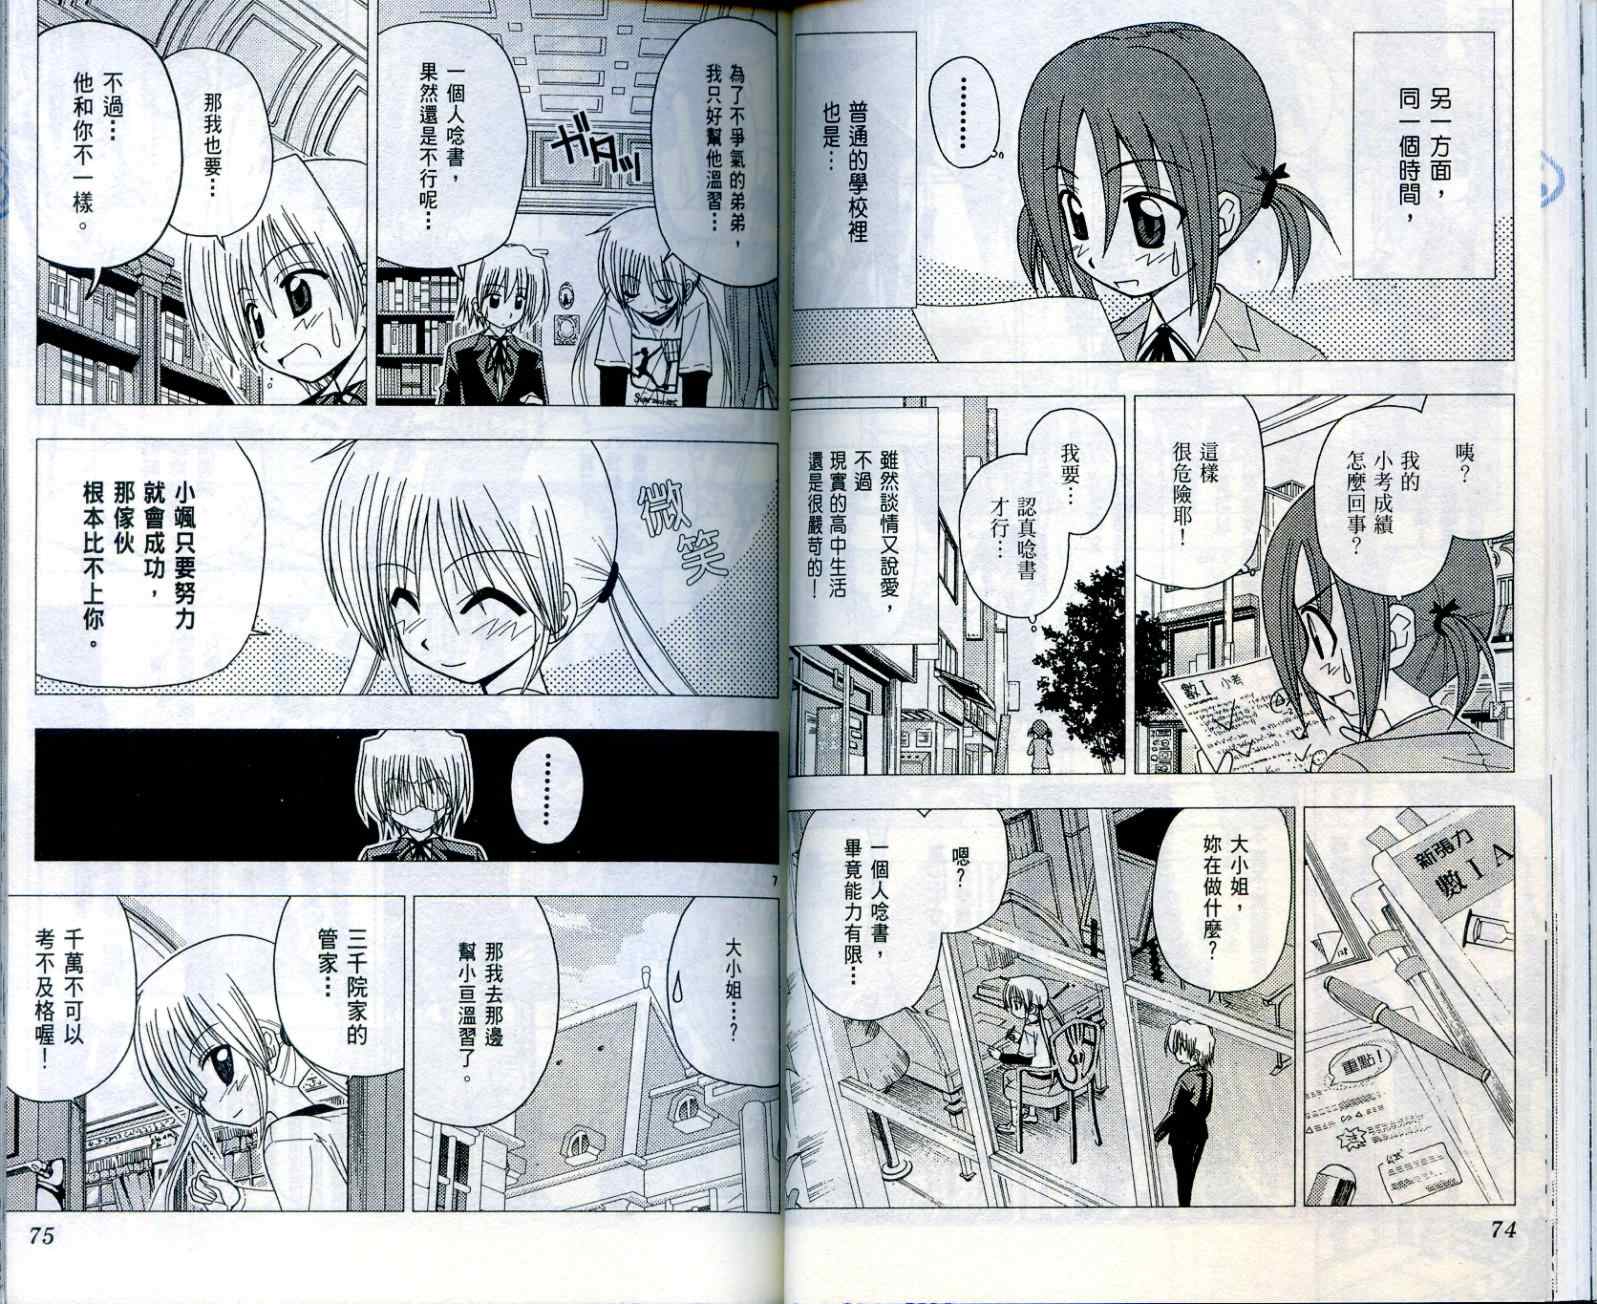 另一方面，
同一個時間，
普通的學校裡
也是…
………
咦？
我的
小考成績
怎麼回事？
這樣
很危險耶！
數I 小考
我要…
認真唸書
才行…
雖然談情又說愛，
不過
現實的高中生活
還是很嚴苛的！
新張力
數I A
重點！
大小姐，
妳在做什麼？
嗯？
一個人唸書，
畢竟能力有限…
74
為了不爭氣的弟弟，
我只好幫他溫習…
ガタッ
一個人唸書，
果然還是不行呢…
那我也要…
不過…
他和你不一樣。
微笑
小颯只要努力
就會成功，
那傢伙
根本比不上你。
………
7
大小姐…？
那我去那邊
幫小亘溫習了。
三千院家的
管家…
千萬不可以
考不及格喔！
75